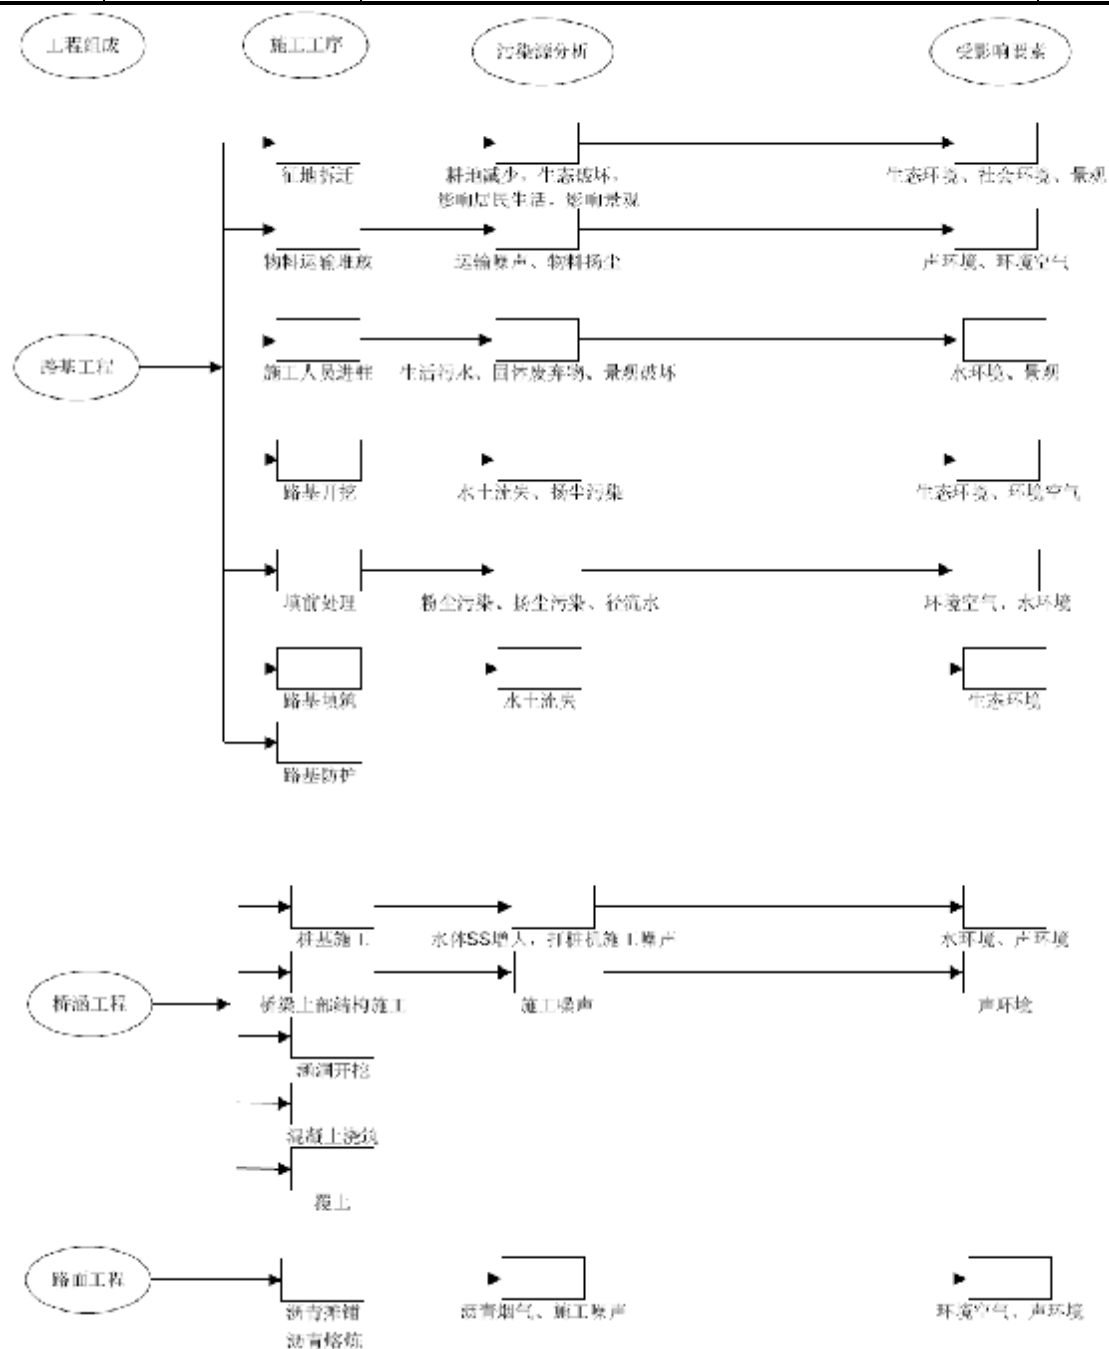 工程组成
施工工序
污染源分析
受影响要素
征地拆迁
耕地减少、生态破坏、
影响居民生活、影响景观
生态环境、社会环境、景观
物料运输堆放
运输噪声、物料扬尘
声环境、环境空气
路基工程
施工人员进驻
生活污水、固体废弃物、景观破坏
水环境、景观
路基开挖
水土流失、扬尘污染
生态环境、环境空气
填前处理
粉尘污染、扬尘污染、径流水
环境空气、水环境
路基填筑
水土流失
生态环境
路基防护
桩基施工
水体SS增大，打桩机施工噪声
水环境、声环境
桥涵工程
桥梁上部结构施工
施工噪声
声环境
涵洞开挖
混凝土浇筑
覆土
路面工程
沥青摊铺
沥青熔炼
沥青烟气、施工噪声
环境空气、声环境